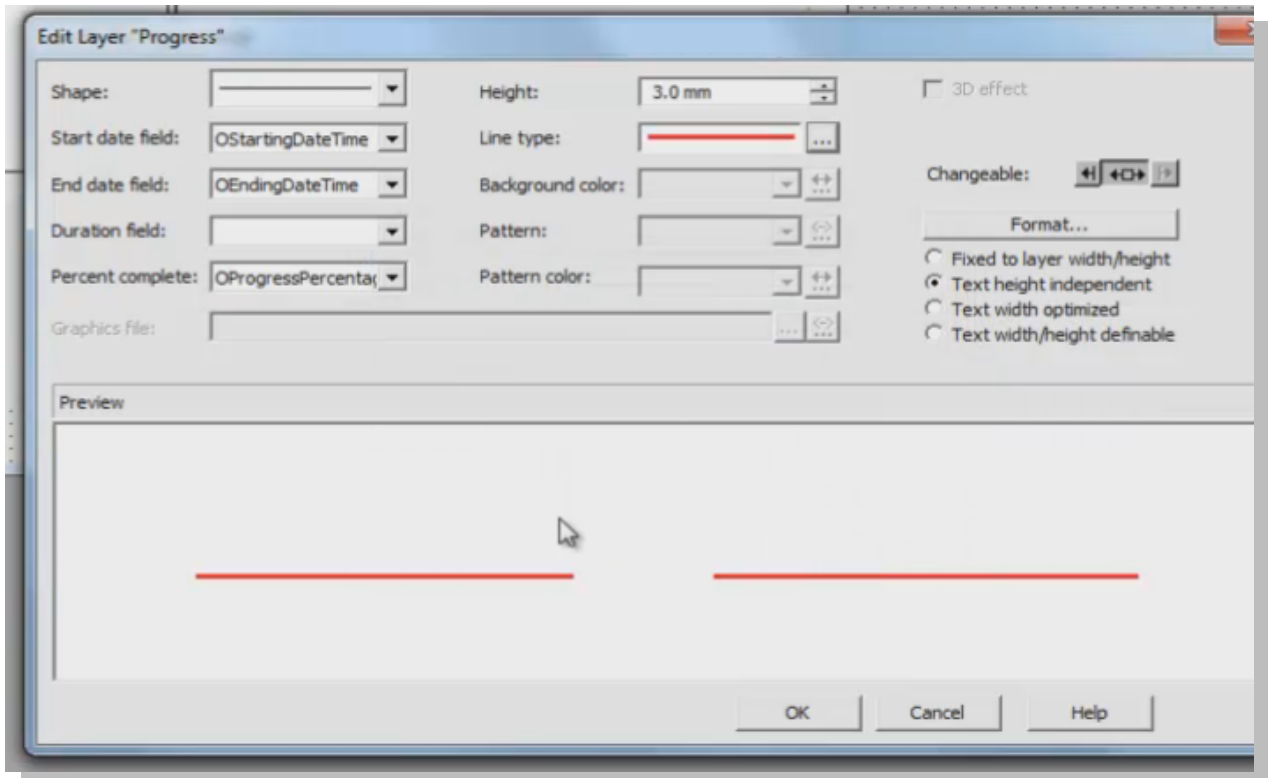 Edit Layer "Progress"
Shape:
Height:
3.0 mm
3D effect
Start date field:
OStartingDateTime
Line type:
...
End date field:
OEndingDateTime
Background color:
Changeable:
Duration field:
Pattern:
Format...
Percent complete:
OProgressPercentag
Pattern color:
Fixed to layer width/height
Text height independent
Text width optimized
Text width/height definable
Graphics file:
...
Preview
OK
Cancel
Help